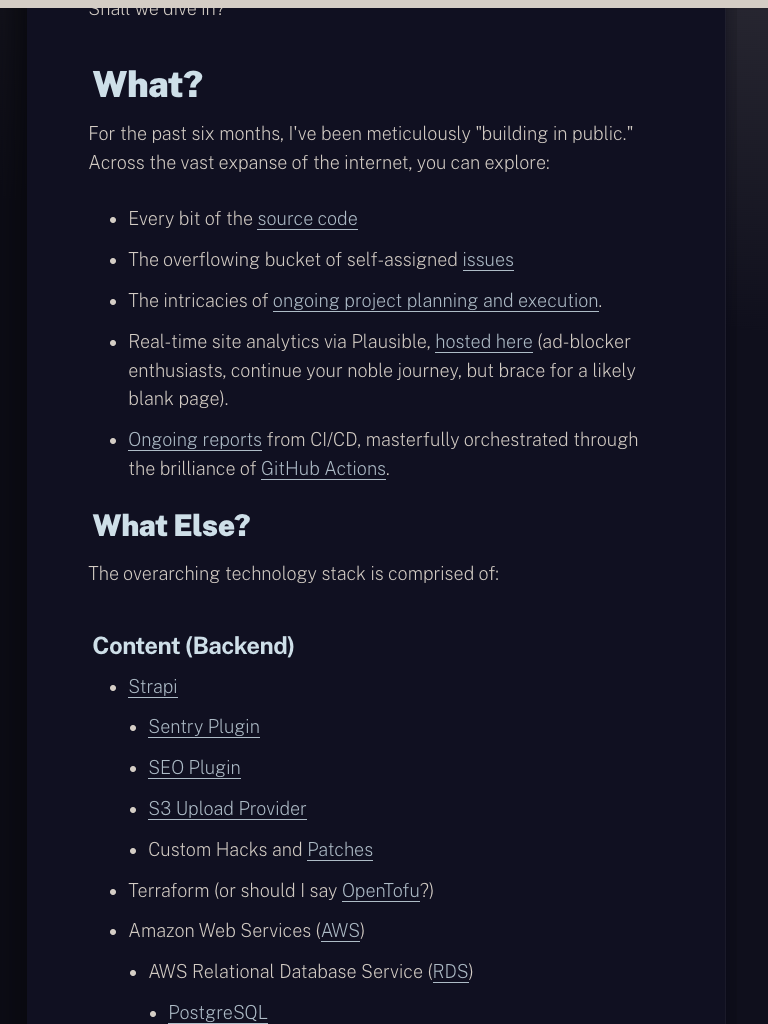 Shall we dive in?
What?
For the past six months, I've been meticulously "building in public."
Across the vast expanse of the internet, you can explore:
Every bit of the source code
The overflowing bucket of self-assigned issues
The intricacies of ongoing project planning and execution.
Real-time site analytics via Plausible, hosted here (ad-blocker
enthusiasts, continue your noble journey, but brace for a likely
blank page).
Ongoing reports from CI/CD, masterfully orchestrated through
the brilliance of GitHub Actions.
What Else?
The overarching technology stack is comprised of:
Content (Backend)
Strapi
Sentry Plugin
SEO Plugin
S3 Upload Provider
Custom Hacks and Patches
Terraform (or should I say OpenTofu?)
Amazon Web Services (AWS)
AWS Relational Database Service (RDS)
PostgreSQL